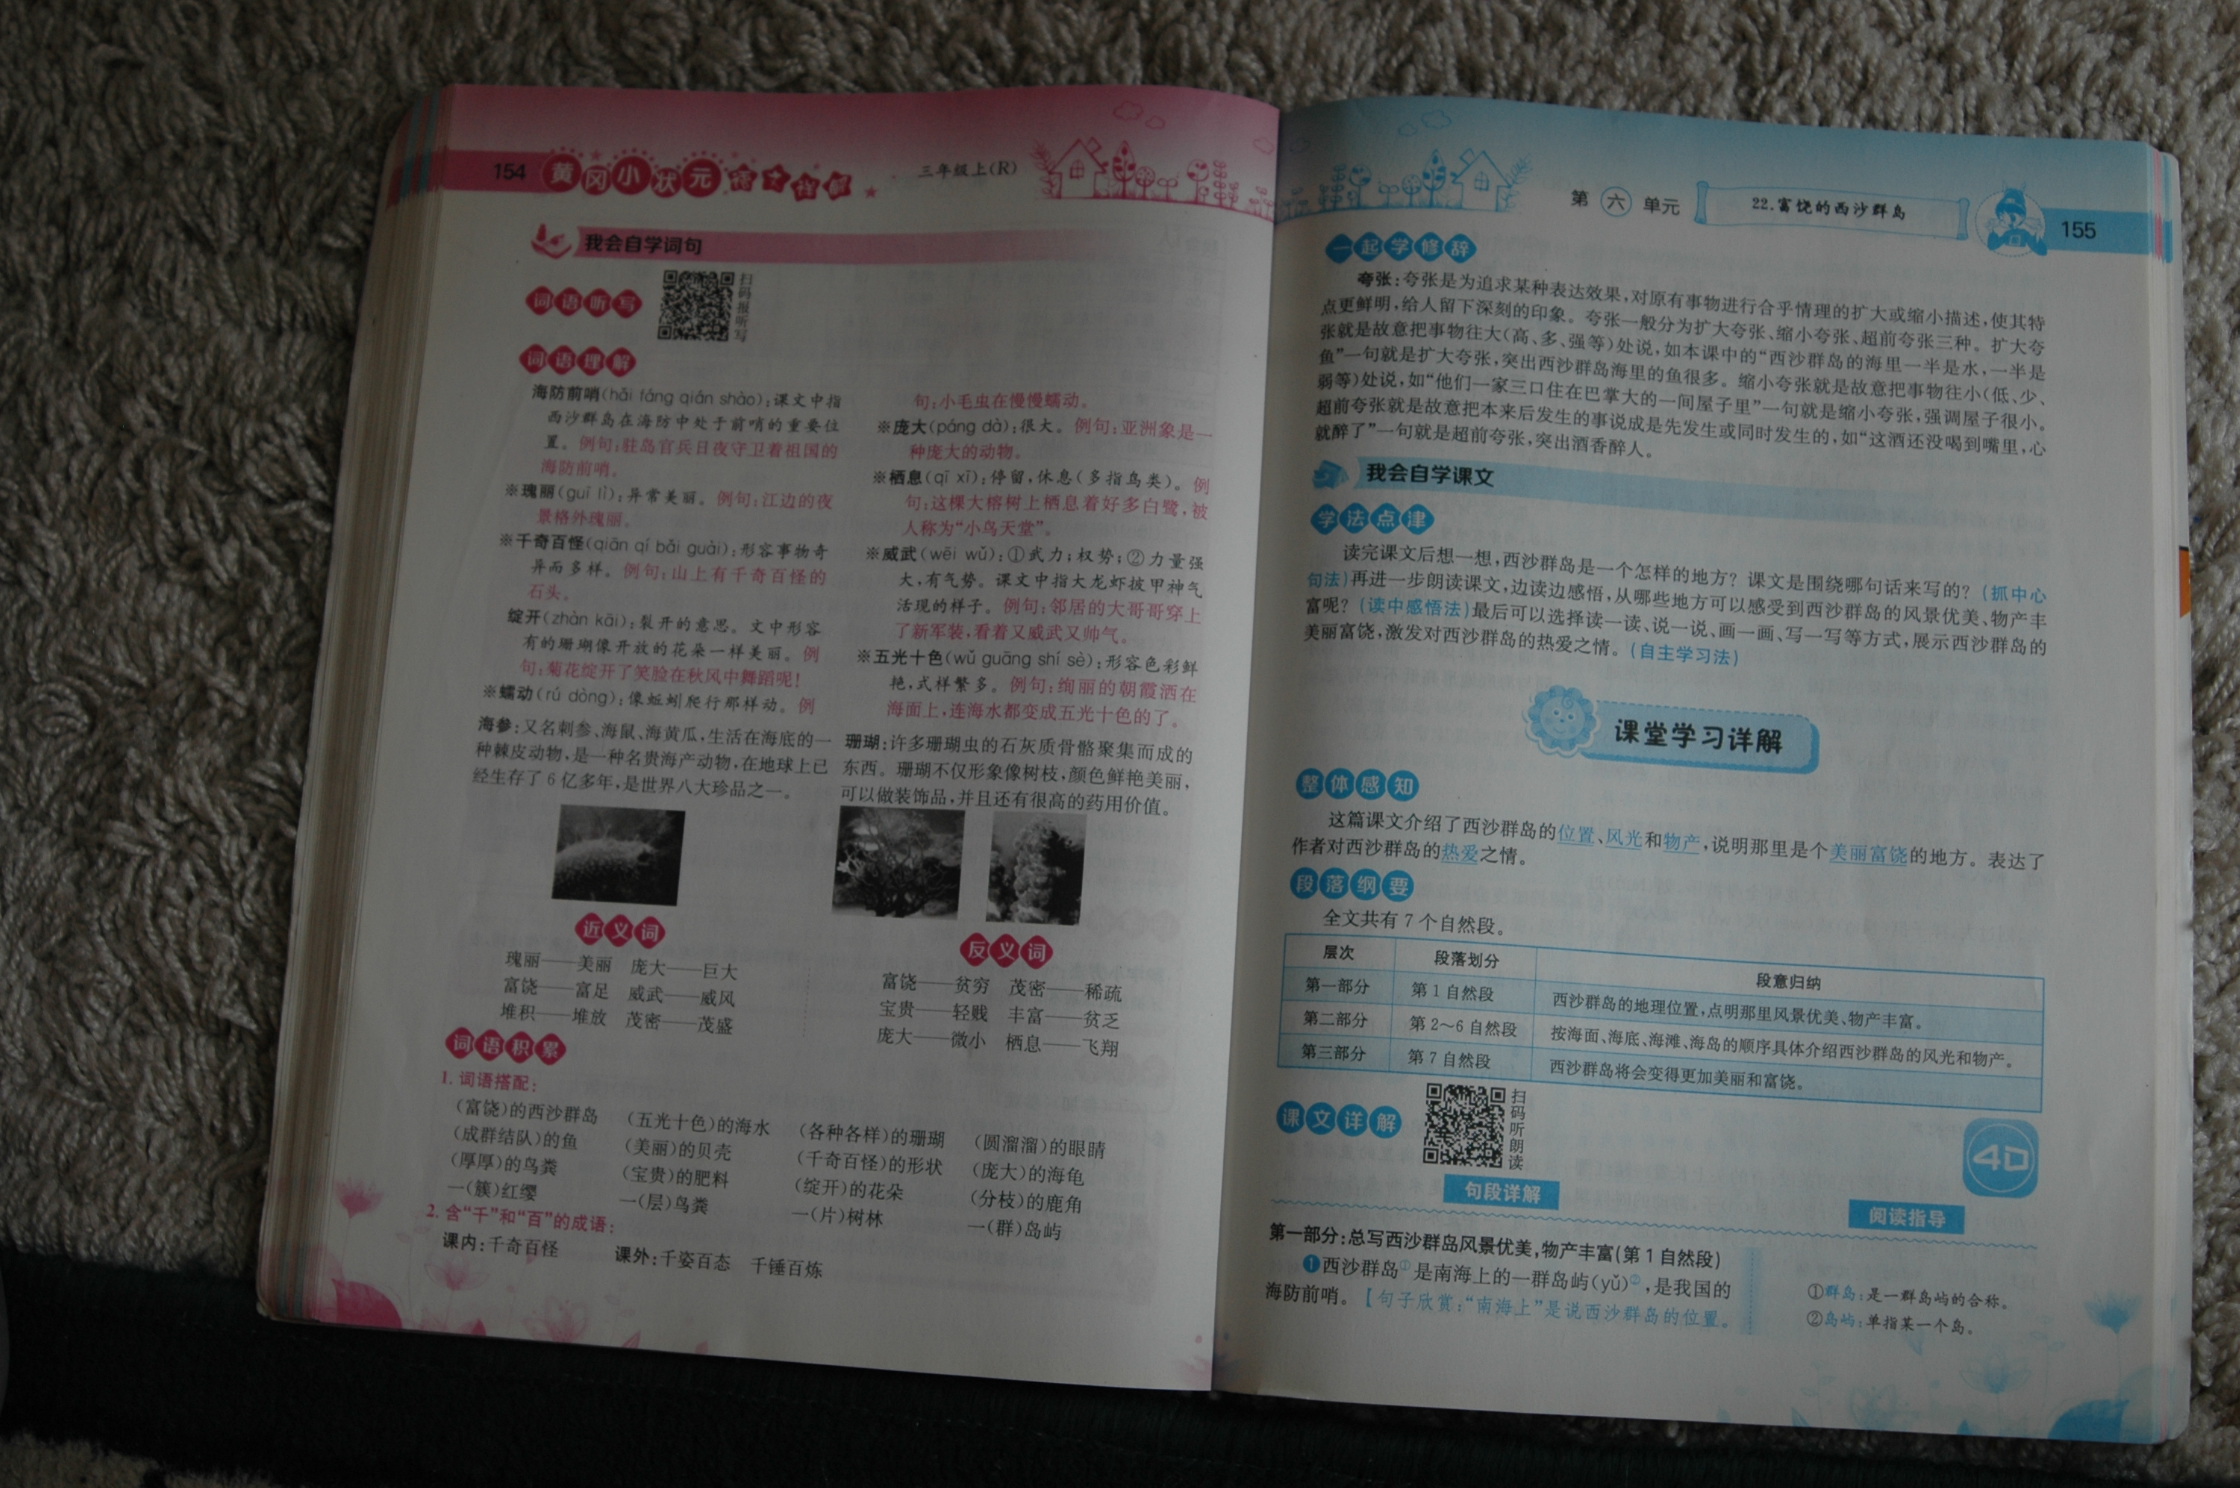 154 黄冈小状元 三年级上(R)
我会自学词句
词语听写
扫码报听写
词语理解
海防前哨(hǎi fáng qián shào):课文中指
西沙群岛在海防中处于前哨的重要位
置。例句:驻岛官兵日夜守卫着祖国的
海防前哨。
※瑰丽(guī lì):异常美丽。例句:江边的夜
景格外瑰丽。
※千奇百怪(qiān qí bǎi guài):形容事物奇
异而多样。例句:山上有千奇百怪的
石头。
绽开(zhàn kāi):裂开的意思。文中形容
有的珊瑚像开放的花朵一样美丽。例
句:菊花绽开了笑脸在秋风中舞蹈呢!
※蠕动(rú dòng):像蚯蚓爬行那样动。例
句:小毛虫在慢慢蠕动。
※庞大(páng dà):很大。例句:亚洲象是一
种庞大的动物。
※栖息(qī xī):停留,休息(多指鸟类)。例
句:这棵大榕树上栖息着好多白鹭,被
人称为“小鸟天堂”。
※威武(wēi wǔ):①武力;权势;②力量强
大,有气势。课文中指大龙虾披甲神气
活现的样子。例句:邻居的大哥哥穿上
了新军装,看着又威武又帅气。
※五光十色(wǔ guāng shí sè):形容色彩鲜
艳,式样繁多。例句:绚丽的朝霞洒在
海面上,连海水都变成五光十色的了。
海参:又名刺参、海鼠、海黄瓜,生活在海底的一
种棘皮动物,是一种名贵海产动物,在地球上已
经生存了6亿多年,是世界八大珍品之一。
珊瑚:许多珊瑚虫的石灰质骨骼聚集而成的
东西。珊瑚不仅形象像树枝,颜色鲜艳美丽,
可以做装饰品,并且还有很高的药用价值。
近义词
瑰丽——美丽 庞大——巨大
富饶——富足 威武——威风
堆积——堆放 茂密——茂盛
反义词
富饶——贫穷 茂密——稀疏
宝贵——轻贱 丰富——贫乏
庞大——微小 栖息——飞翔
词语积累
1. 词语搭配:
(富饶)的西沙群岛 (五光十色)的海水 (各种各样)的珊瑚 (圆溜溜)的眼睛
(成群结队)的鱼 (美丽)的贝壳 (千奇百怪)的形状 (庞大)的海龟
(厚厚)的鸟粪 (宝贵)的肥料 (绽开)的花朵 (分枝)的鹿角
一(簇)红缨 一(层)鸟粪 一(片)树林 一(群)岛屿
2. 含“千”和“百”的成语:
课内:千奇百怪 课外:千姿百态 千锤百炼
第六单元 22.富饶的西沙群岛 155
一起学修辞
夸张:夸张是为追求某种表达效果,对原有事物进行合乎情理的扩大或缩小描述,使其特
点更鲜明,给人留下深刻的印象。夸张一般分为扩大夸张、缩小夸张、超前夸张三种。扩大夸
张就是故意把事物往大(高、多、强等)处说,如本课中的“西沙群岛的海里一半是水,一半是
鱼”一句就是扩大夸张,突出西沙群岛海里的鱼很多。缩小夸张就是故意把事物往小(低、少、
弱等)处说,如“他们一家三口住在巴掌大的一间屋子里”一句就是缩小夸张,强调屋子很小。
超前夸张就是故意把本来后发生的事说成是先发生或同时发生的,如“这酒还没喝到嘴里,心
就醉了”一句就是超前夸张,突出酒香醉人。
我会自学课文
学法点津
读完课文后想一想,西沙群岛是一个怎样的地方?课文是围绕哪句话来写的?(抓中心
句法)再进一步朗读课文,边读边感悟,从哪些地方可以感受到西沙群岛的风景优美、物产丰
富呢?(读中感悟法)最后可以选择读一读、说一说、画一画、写一写等方式,展示西沙群岛的
美丽富饶,激发对西沙群岛的热爱之情。(自主学习法)
课堂学习详解
整体感知
这篇课文介绍了西沙群岛的位置、风光和物产,说明那里是个美丽富饶的地方。表达了
作者对西沙群岛的热爱之情。
段落纲要
全文共有7个自然段。
层次 段落划分 段意归纳
第一部分 第1自然段 西沙群岛的地理位置,点明那里风景优美、物产丰富。
第二部分 第2~6自然段 按海面、海底、海滩、海岛的顺序具体介绍西沙群岛的风光和物产。
第三部分 第7自然段 西沙群岛将会变得更加美丽和富饶。
课文详解
扫码听朗读
4D
句段详解
阅读指导
第一部分:总写西沙群岛风景优美,物产丰富(第1自然段)
❶西沙群岛①是南海上的一群岛屿(yǔ)②,是我国的
海防前哨。【句子欣赏:“南海上”是说西沙群岛的位置。
①群岛:是一群岛屿的合称。
②岛屿:单指某一个岛。